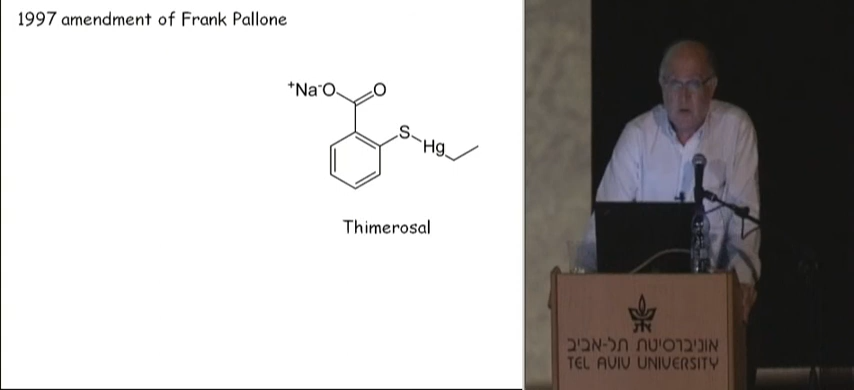 1997 amendment of Frank Pallone
⁺Na⁻O
O
S
Hg
Thimerosal
אוניברסיטת תל-אביב
TEL AVIV UNIVERSITY